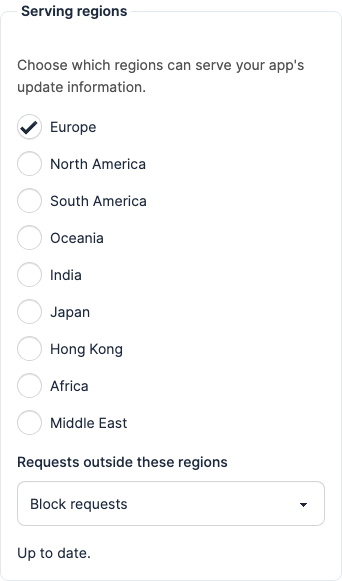 Serving regions
Choose which regions can serve your app's
update information.
Europe
North America
South America
Oceania
India
Japan
Hong Kong
Africa
Middle East
Requests outside these regions
Block requests
Up to date.